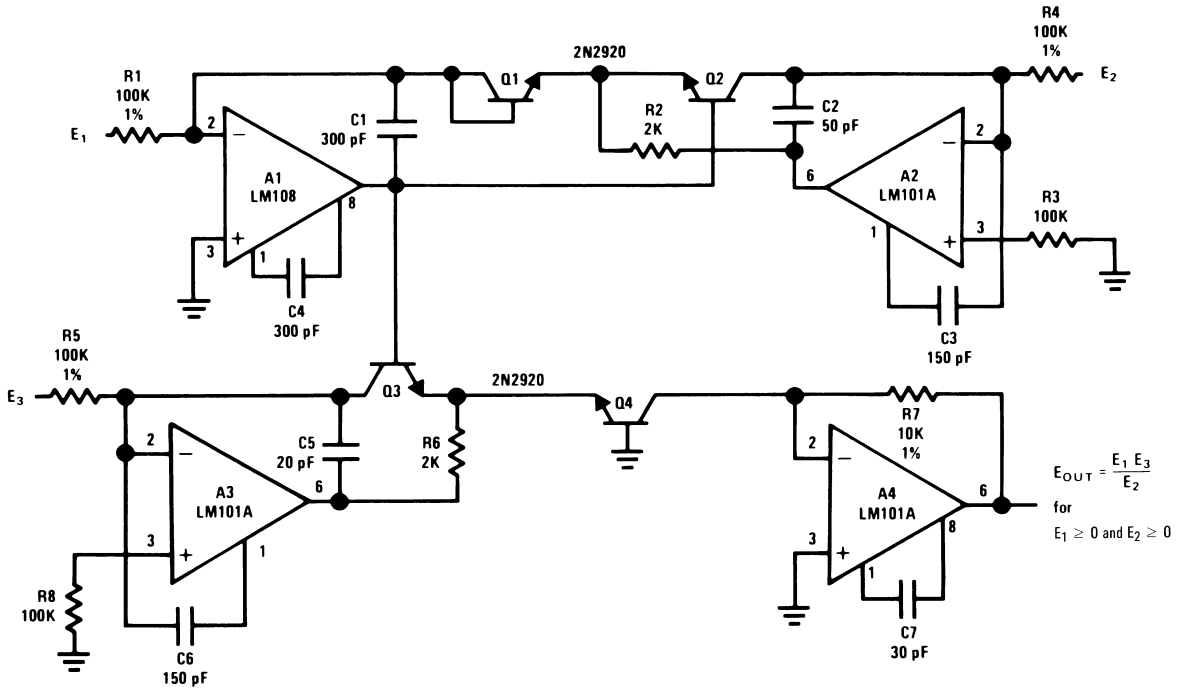 R4
100K
1%
2N2920
R1
100K
1%
Q1
Q2
E2
E1
2
−
C1
300 pF
R2
2K
C2
50 pF
2
−
A1
LM108
8
6
A2
LM101A
R3
100K
3
+
1
1
+
3
C4
300 pF
C3
150 pF
R5
100K
1%
E3
Q3
2N2920
Q4
R7
10K
1%
2
−
C5
20 pF
R6
2K
2
−
A3
LM101A
6
A4
LM101A
6
8
EOUT = E1 E3 / E2
for
E1 ≥ 0 and E2 ≥ 0
3
+
1
3
+
1
R8
100K
C6
150 pF
C7
30 pF